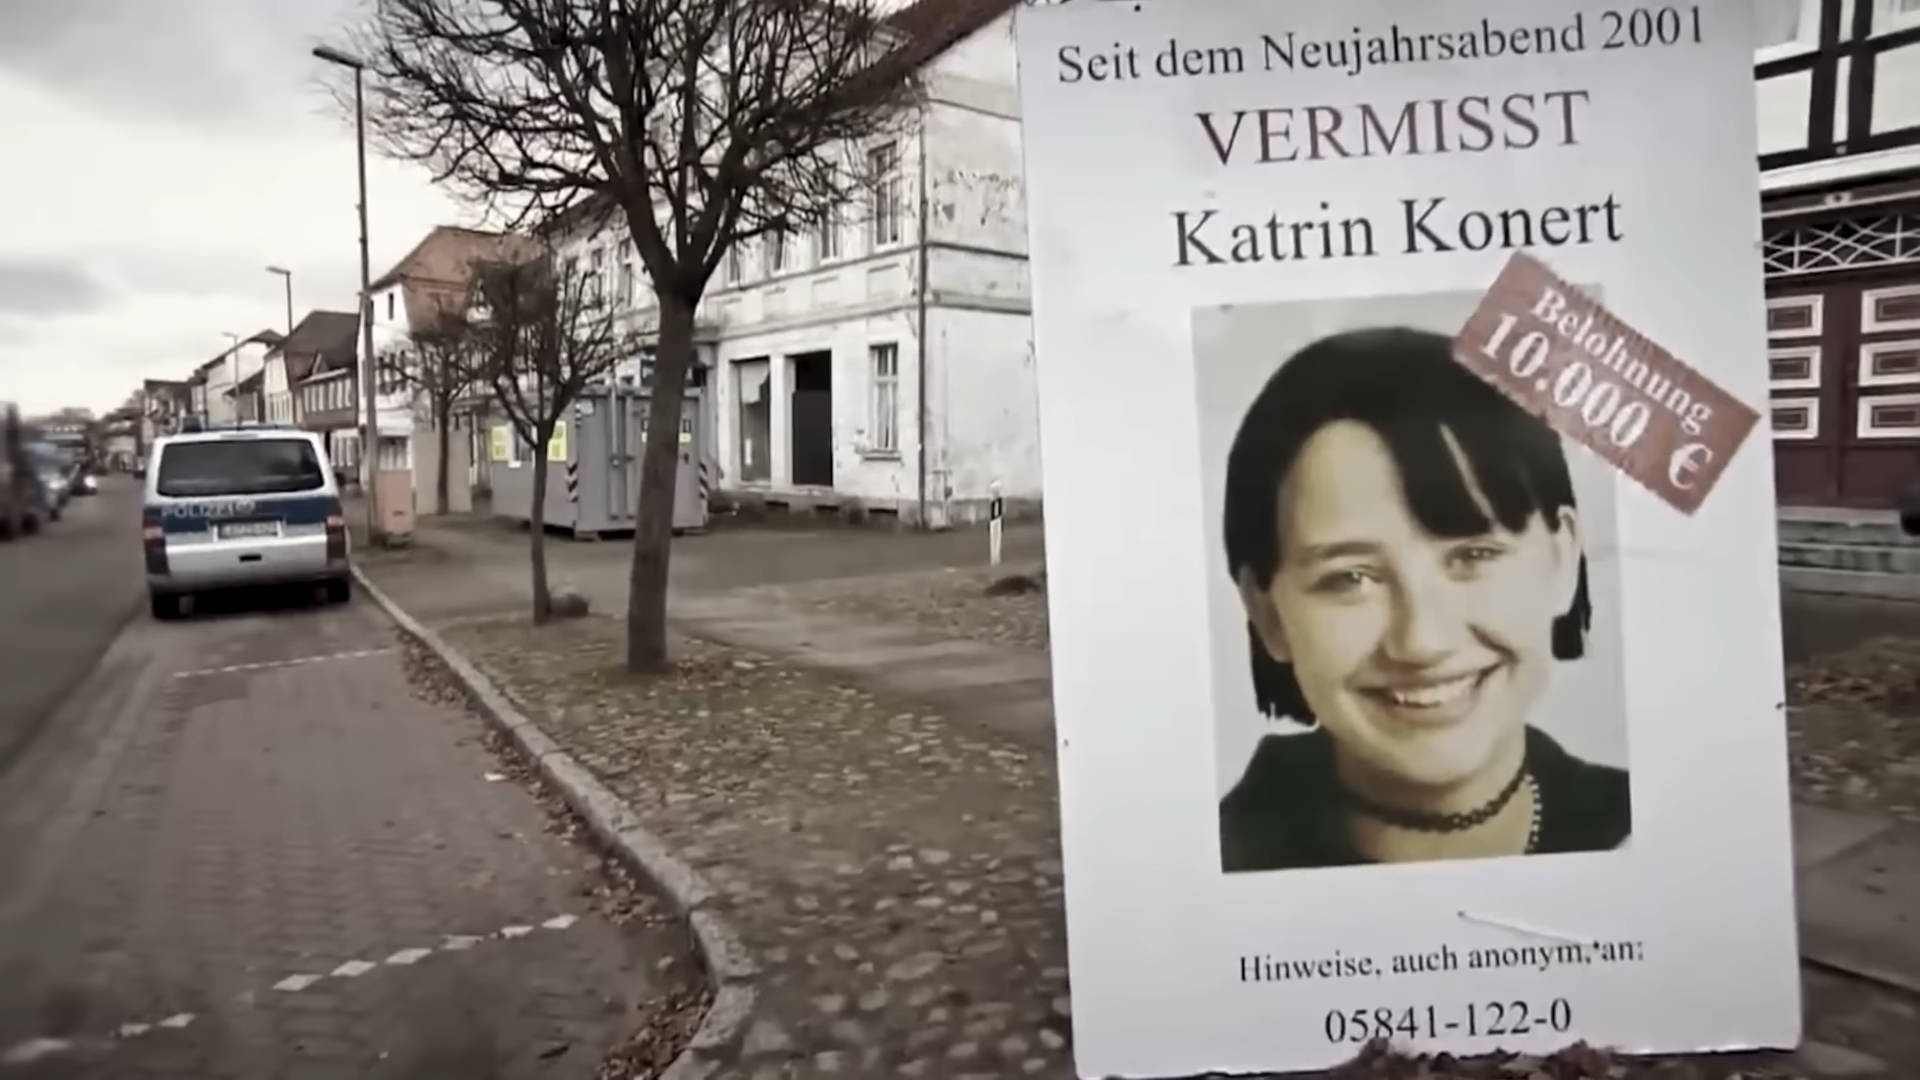 Seit dem Neujahrsabend 2001
VERMISST
Katrin Konert
Belohnung
10.000 €
Hinweise, auch anonym, an:
05841-122-0
POLIZEI